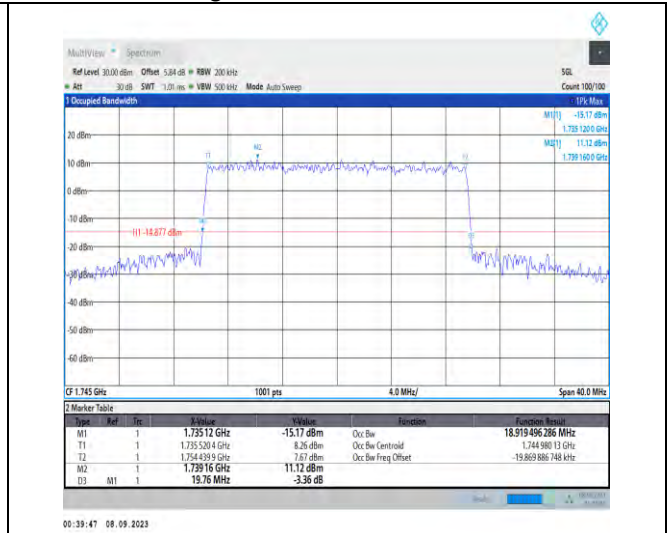 MultiView Spectrum
Ref Level 30.00 dBm Offset 5.84 dB RBW 200 kHz SGL
Att 30 dB SWT 1.01 ms VBW 500 kHz Mode Auto Sweep Count 100/100
1 Occupied Bandwidth 1Pk Max
M1[1] -15.17 dBm
1.735 120 0 GHz
M2[1] 11.12 dBm
1.739 160 0 GHz
20 dBm
10 dBm
0 dBm
-10 dBm
-20 dBm
-30 dBm
-40 dBm
-50 dBm
-60 dBm
T1
M2
T2
H1 -14.877 dBm
CF 1.745 GHz 1001 pts 4.0 MHz/ Span 40.0 MHz
2 Marker Table
Type Ref Trc X-Value Y-Value Function Function Result
M1 1 1.735 12 GHz -15.17 dBm Occ Bw 18.919 496 286 MHz
T1 1 1.735 520 4 GHz 8.26 dBm Occ Bw Centroid 1.744 980 13 GHz
T2 1 1.754 439 9 GHz 7.67 dBm Occ Bw Freq Offset -19.869 886 748 kHz
M2 1 1.739 16 GHz 11.12 dBm
D3 M1 1 19.76 MHz -3.36 dB
00:39:47 08.09.2023